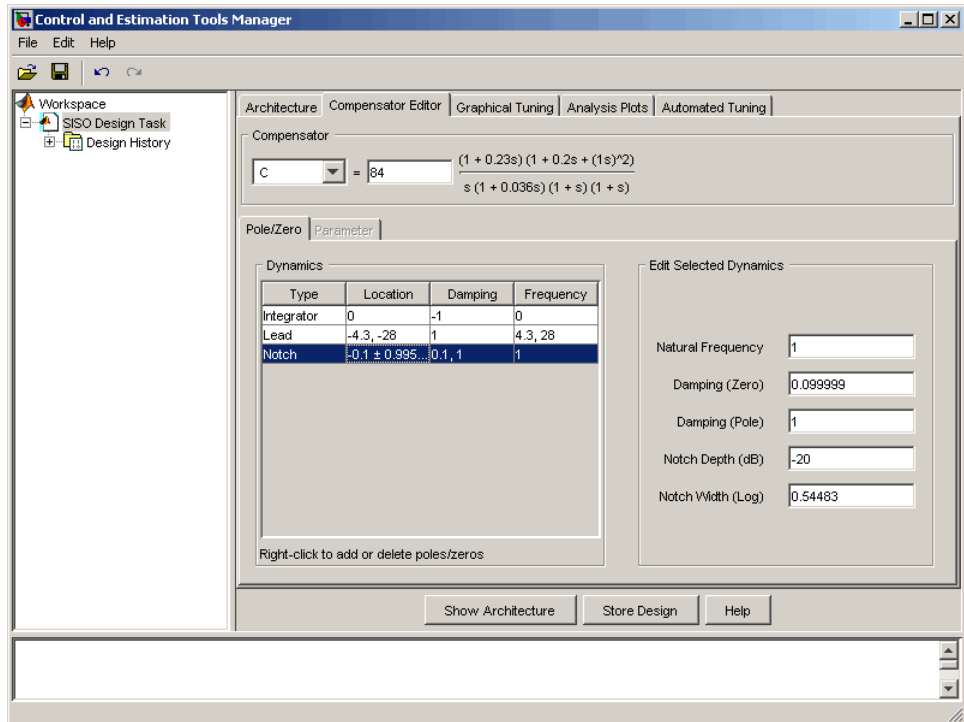 Control and Estimation Tools Manager
File Edit Help
Workspace
SISO Design Task
Design History
Architecture Compensator Editor Graphical Tuning Analysis Plots Automated Tuning
Compensator
C = 84 (1 + 0.23s) (1 + 0.2s + (1s)^2)
s (1 + 0.036s) (1 + s) (1 + s)
Pole/Zero Parameter
Dynamics
Type Location Damping Frequency
Integrator 0 -1 0
Lead -4.3, -28 1 4.3, 28
Notch -0.1 ± 0.995... 0.1, 1 1
Right-click to add or delete poles/zeros
Edit Selected Dynamics
Natural Frequency 1
Damping (Zero) 0.099999
Damping (Pole) 1
Notch Depth (dB) -20
Notch Width (Log) 0.54483
Show Architecture Store Design Help